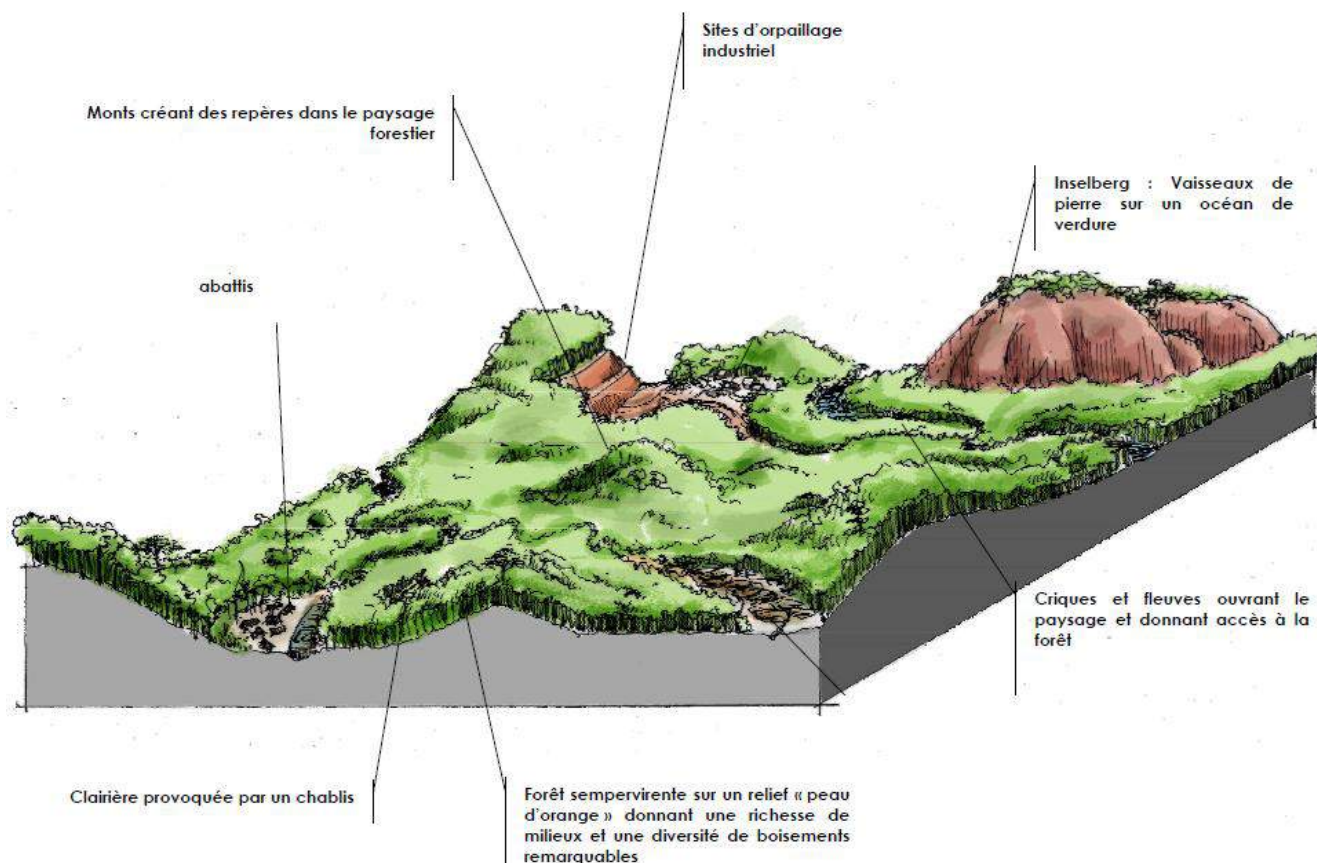 Sites d'orpaillage
industriel
Monts créant des repères dans le paysage
forestier
Inselberg : Vaisseaux de
pierre sur un océan de
verdure
abattis
Criques et fleuves ouvrant le
paysage et donnant accès à la
forêt
Clairière provoquée par un chablis
Forêt sempervirente sur un relief « peau
d'orange » donnant une richesse de
milieux et une diversité de boisements
remarquables